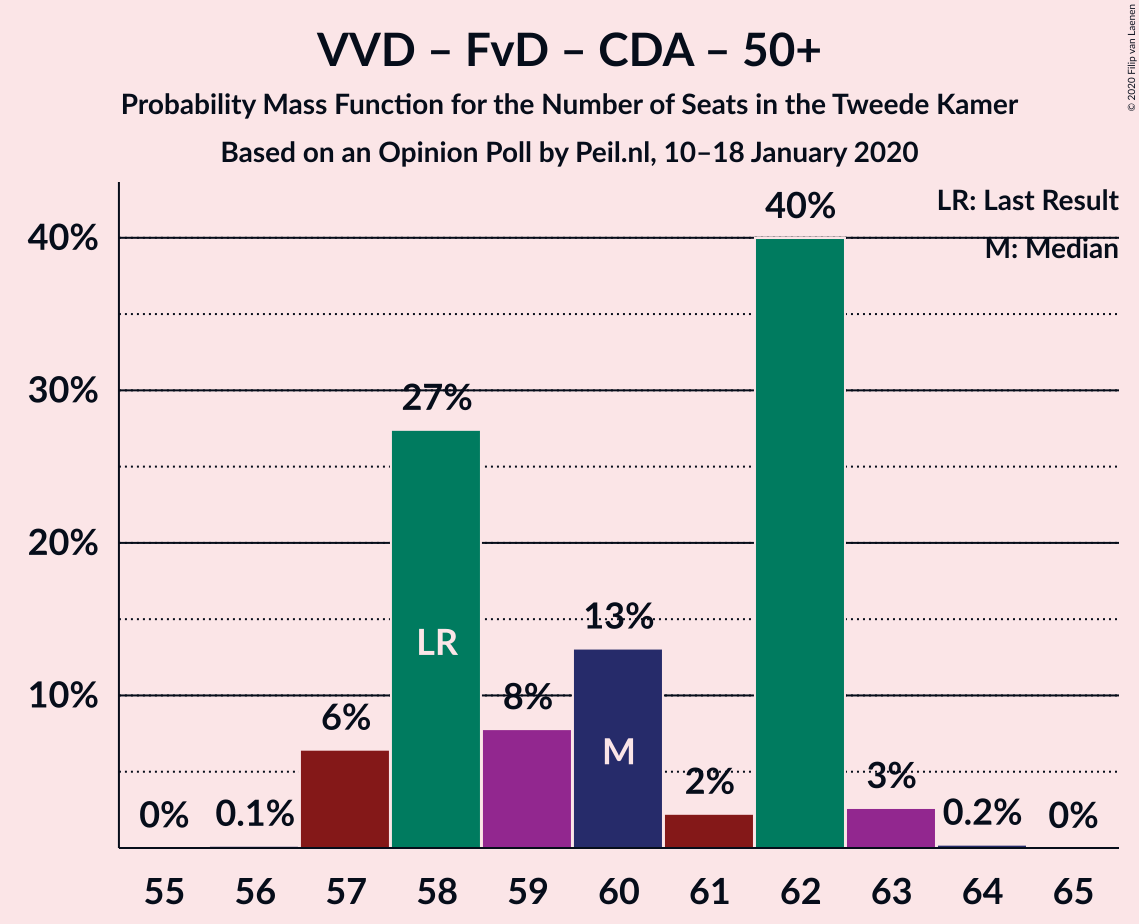 VVD – FvD – CDA – 50+
Probability Mass Function for the Number of Seats in the Tweede Kamer
Based on an Opinion Poll by Peil.nl, 10–18 January 2020
© 2020 Filip van Laenen
LR: Last Result
M: Median
40%
30%
20%
10%
0%
0.1%
6%
27%
8%
13%
2%
40%
3%
0.2%
0%
LR
M
55 56 57 58 59 60 61 62 63 64 65